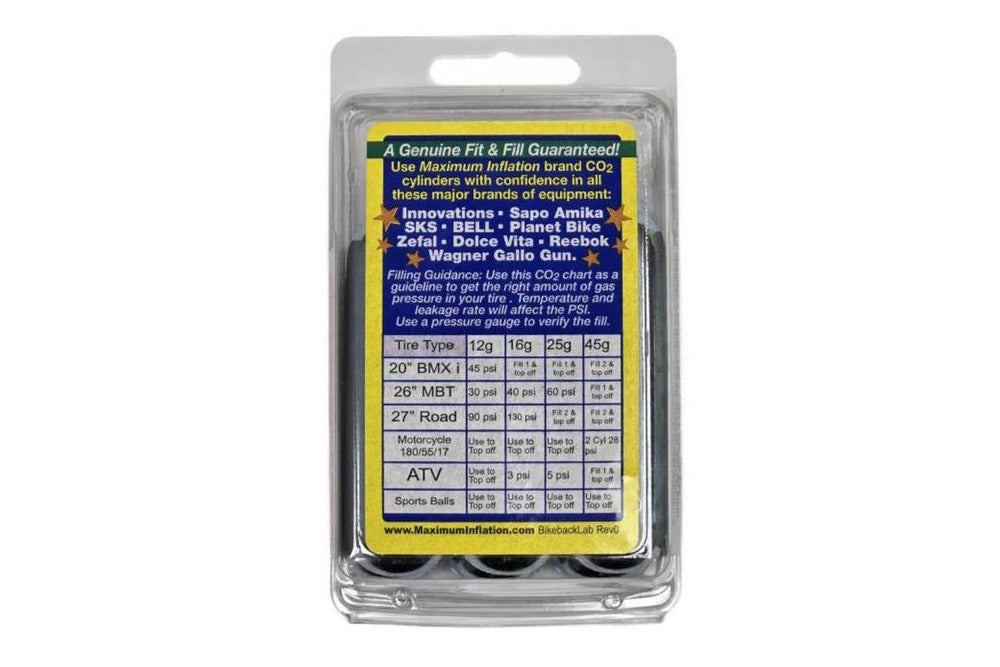 A Genuine Fit & Fill Guaranteed!
Use Maximum Inflation brand CO2
cylinders with confidence in all
these major brands of equipment:
Innovations • Sapo Amika
SKS • BELL • Planet Bike
Zefal • Dolce Vita • Reebok
Wagner Gallo Gun.
Filling Guidance: Use this CO2 chart as a
guideline to get the right amount of gas
pressure in your tire . Temperature and
leakage rate will affect the PSI.
Use a pressure gauge to verify the fill.
Tire Type 12g 16g 25g 45g
20" BMX i 45 psi Fill 1 & top off Fill 1 & top off Fill 2 & top off
26" MBT 30 psi 40 psi 60 psi Fill 1 & top off
27" Road 90 psi 130 psi Fill 2 & top off Fill 2 & top off
Motorcycle 180/55/17 Use to Top off Use to Top off Use to Top off 2 Cyl 28 psi
ATV Use to Top off 3 psi 5 psi Fill 1 & top off
Sports Balls Use to Top off Use to Top off Use to Top off Use to Top off
www.MaximumInflation.com BikebackLab Rev0